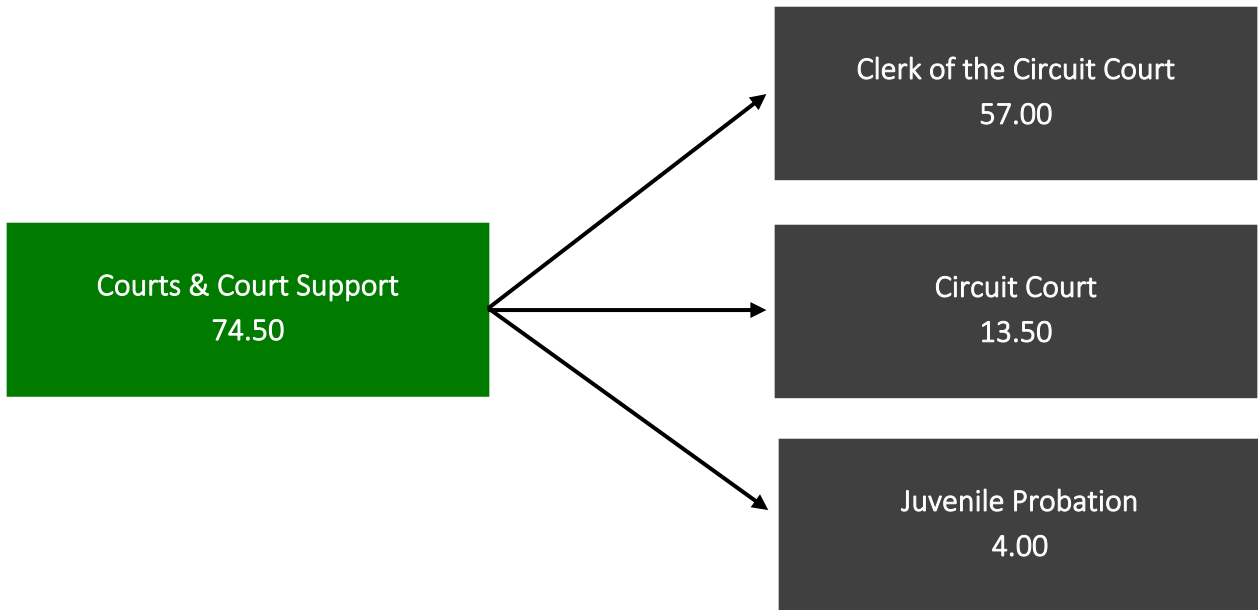 Clerk of the Circuit Court
57.00
Courts & Court Support
74.50
Circuit Court
13.50
Juvenile Probation
4.00